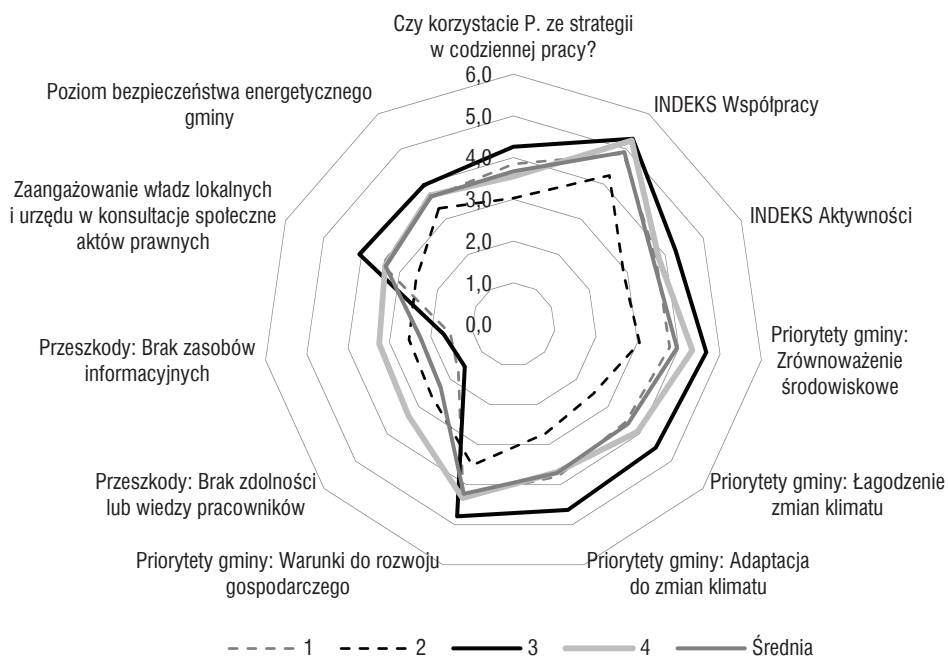 Czy korzystacie P. ze strategii
w codziennej pracy?
INDEKS Współpracy
INDEKS Aktywności
Priorytety gminy:
Zrównoważenie
środowiskowe
Priorytety gminy: Łagodzenie
zmian klimatu
Priorytety gminy: Adaptacja
do zmian klimatu
Priorytety gminy: Warunki do rozwoju
gospodarczego
Przeszkody: Brak zdolności
lub wiedzy pracowników
Przeszkody: Brak zasobów
informacyjnych
Zaangażowanie władz lokalnych
i urzędu w konsultacje społeczne
aktów prawnych
Poziom bezpieczeństwa energetycznego
gminy
6,0
5,0
4,0
3,0
2,0
1,0
0,0
1 2 3 4 Średnia